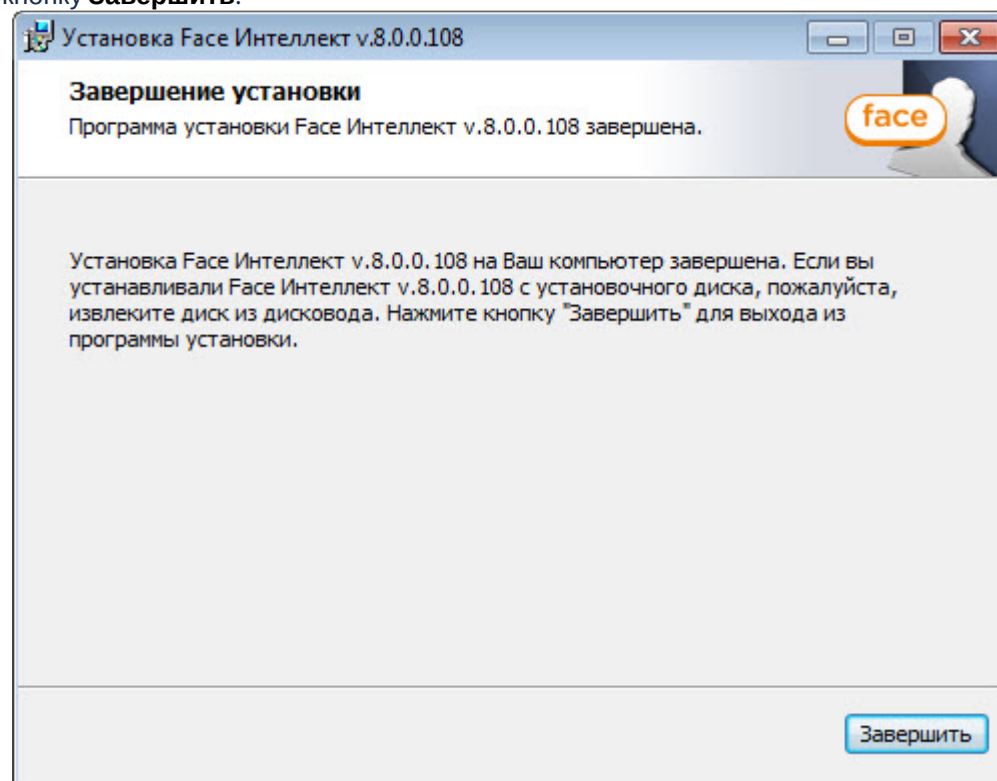 кнопку Завершить.
Установка Face Интеллект v.8.0.0.108
Завершение установки
Программа установки Face Интеллект v.8.0.0.108 завершена.
face
Установка Face Интеллект v.8.0.0.108 на Ваш компьютер завершена. Если вы
устанавливали Face Интеллект v.8.0.0.108 с установочного диска, пожалуйста,
извлеките диск из дисковода. Нажмите кнопку "Завершить" для выхода из
программы установки.
Завершить